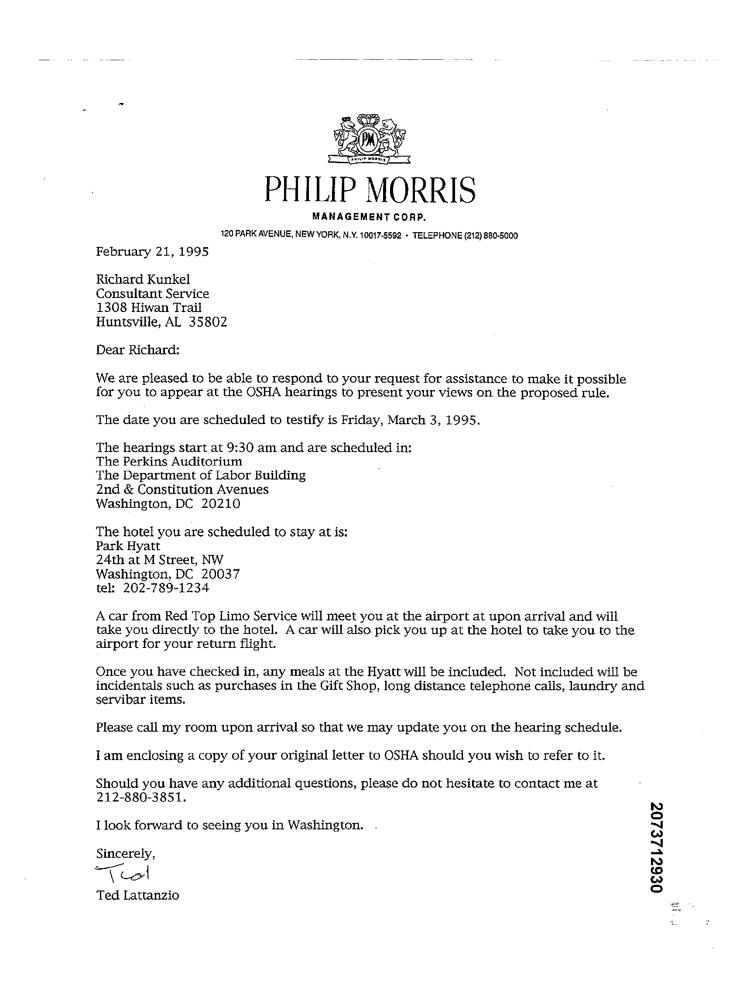 PM
PHILIP MORRIS
PHILIP MORRIS
MANAGEMENT CORP.
120 PARK AVENUE, NEW YORK, N.Y. 10017-5592 • TELEPHONE (212) 880-5000
February 21, 1995
Richard Kunkel
Consultant Service
1308 Hiwan Trail
Huntsville, AL 35802
Dear Richard:
We are pleased to be able to respond to your request for assistance to make it possible
for you to appear at the OSHA hearings to present your views on the proposed rule.
The date you are scheduled to testify is Friday, March 3, 1995.
The hearings start at 9:30 am and are scheduled in:
The Perkins Auditorium
The Department of Labor Building
2nd & Constitution Avenues
Washington, DC 20210
The hotel you are scheduled to stay at is:
Park Hyatt
24th at M Street, NW
Washington, DC 20037
tel: 202-789-1234
A car from Red Top Limo Service will meet you at the airport at upon arrival and will
take you directly to the hotel. A car will also pick you up at the hotel to take you to the
airport for your return flight.
Once you have checked in, any meals at the Hyatt will be included. Not included will be
incidentals such as purchases in the Gift Shop, long distance telephone calls, laundry and
servibar items.
Please call my room upon arrival so that we may update you on the hearing schedule.
I am enclosing a copy of your original letter to OSHA should you wish to refer to it.
Should you have any additional questions, please do not hesitate to contact me at
212-880-3851.
I look forward to seeing you in Washington.
Sincerely,
Ted
Ted Lattanzio
2073712930